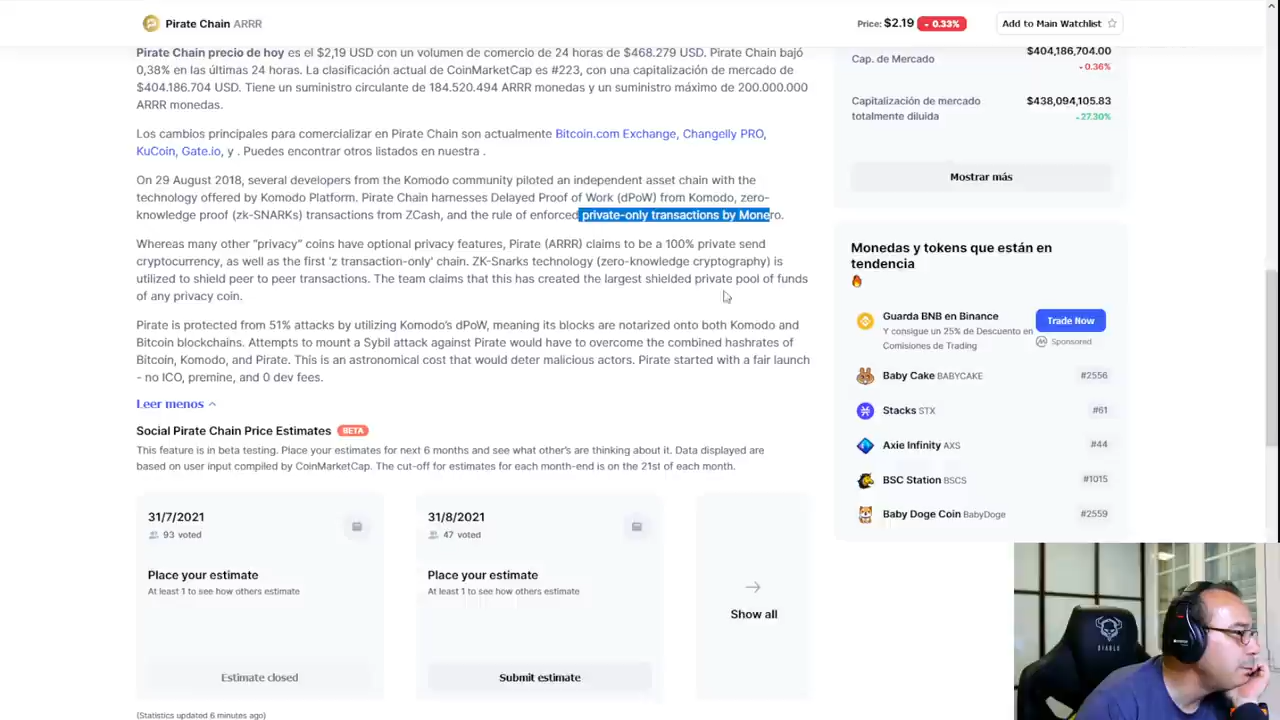 Pirate Chain ARRR
Price: $2.19 - 0.33%
Add to Main Watchlist
Pirate Chain precio de hoy es el $2,19 USD con un volumen de comercio de 24 horas de $468.279 USD. Pirate Chain bajó
0,38% en las últimas 24 horas. La clasificación actual de CoinMarketCap es #223, con una capitalización de mercado de
$404.186.704 USD. Tiene un suministro circulante de 184.520.494 ARRR monedas y un suministro máximo de 200.000.000
ARRR monedas.
Los cambios principales para comercializar en Pirate Chain son actualmente Bitcoin.com Exchange, Changelly PRO,
KuCoin, Gate.io, y . Puedes encontrar otros listados en nuestra .
On 29 August 2018, several developers from the Komodo community piloted an independent asset chain with the
technology offered by Komodo Platform. Pirate Chain harnesses Delayed Proof of Work (dPoW) from Komodo, zero-
knowledge proof (zk-SNARKs) transactions from ZCash, and the rule of enforced private-only transactions by Monero.
Whereas many other "privacy" coins have optional privacy features, Pirate (ARRR) claims to be a 100% private send
cryptocurrency, as well as the first 'z transaction-only' chain. ZK-Snarks technology (zero-knowledge cryptography) is
utilized to shield peer to peer transactions. The team claims that this has created the largest shielded private pool of funds
of any privacy coin.
Pirate is protected from 51% attacks by utilizing Komodo's dPoW, meaning its blocks are notarized onto both Komodo and
Bitcoin blockchains. Attempts to mount a Sybil attack against Pirate would have to overcome the combined hashrates of
Bitcoin, Komodo, and Pirate. This is an astronomical cost that would deter malicious actors. Pirate started with a fair launch
- no ICO, premine, and 0 dev fees.
Leer menos
Social Pirate Chain Price Estimates BETA
This feature is in beta testing. Place your estimates for next 6 months and see what other's are thinking about it. Data displayed are
based on user input compiled by CoinMarketCap. The cut-off for estimates for each month-end is on the 21st of each month.
31/7/2021
93 voted
Place your estimate
At least 1 to see how others estimate
Estimate closed
31/8/2021
47 voted
Place your estimate
At least 1 to see how others estimate
Submit estimate
Show all
(Statistics updated 6 minutes ago)
Cap. de Mercado
$404,186,704.00
0.36%
Capitalización de mercado
totalmente diluida
$438,094,105.83
27.30%
Mostrar más
Monedas y tokens que están en
tendencia
Guarda BNB en Binance
Y consigue un 25% de Descuento en
Comisiones de Trading
Trade Now
Sponsored
Baby Cake BABYCAKE #2556
Stacks STX #61
Axie Infinity AXS #44
BSC Station BSCS #1015
Baby Doge Coin BabyDoge #2559
DIABLO